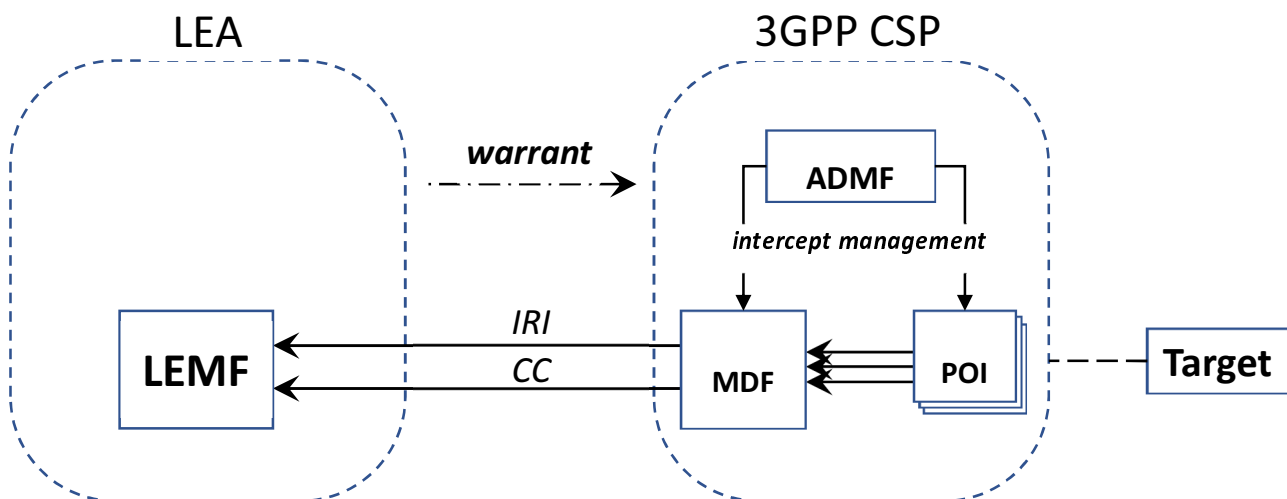 LEA
3GPP CSP
warrant
ADMF
intercept management
IRI
CC
LEMF
MDF
POI
Target